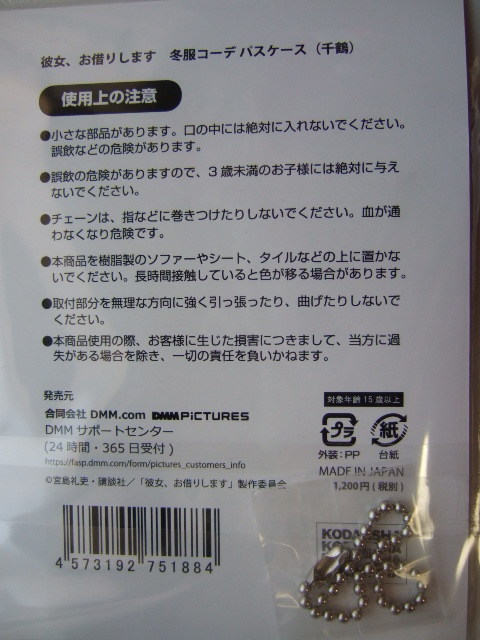 彼女、お借りします　冬服コーデ パスケース（千鶴）
使用上の注意
●小さな部品があります。口の中には絶対に入れないでください。
誤飲などの危険があります。
●誤飲の危険がありますので、3歳未満のお子様には絶対に与え
ないでください。
●チェーンは、指などに巻きつけたりしないでください。血が通
わなくなり危険です。
●本商品を樹脂製のソファーやシート、タイルなどの上に置かな
いでください。長時間接触していると色が移る場合があります。
●取付部分を無理な方向に強く引っ張ったり、曲げたりしないで
ください。
●本商品使用の際、お客様に生じた損害につきまして、当方に過
失がある場合を除き、一切の責任を負いかねます。
発売元
合同会社 DMM.com DMM PICTURES
DMM サポートセンター
(24時間・365日受付)
https://lasp.dmm.com/form/pictures_customers_info
©宮島礼吏・講談社／「彼女、お借りします」製作委員会
対象年齢 15歳以上
プラ 紙
外装：PP 台紙
MADE IN JAPAN
1,200円(税別)
4 573192 751884